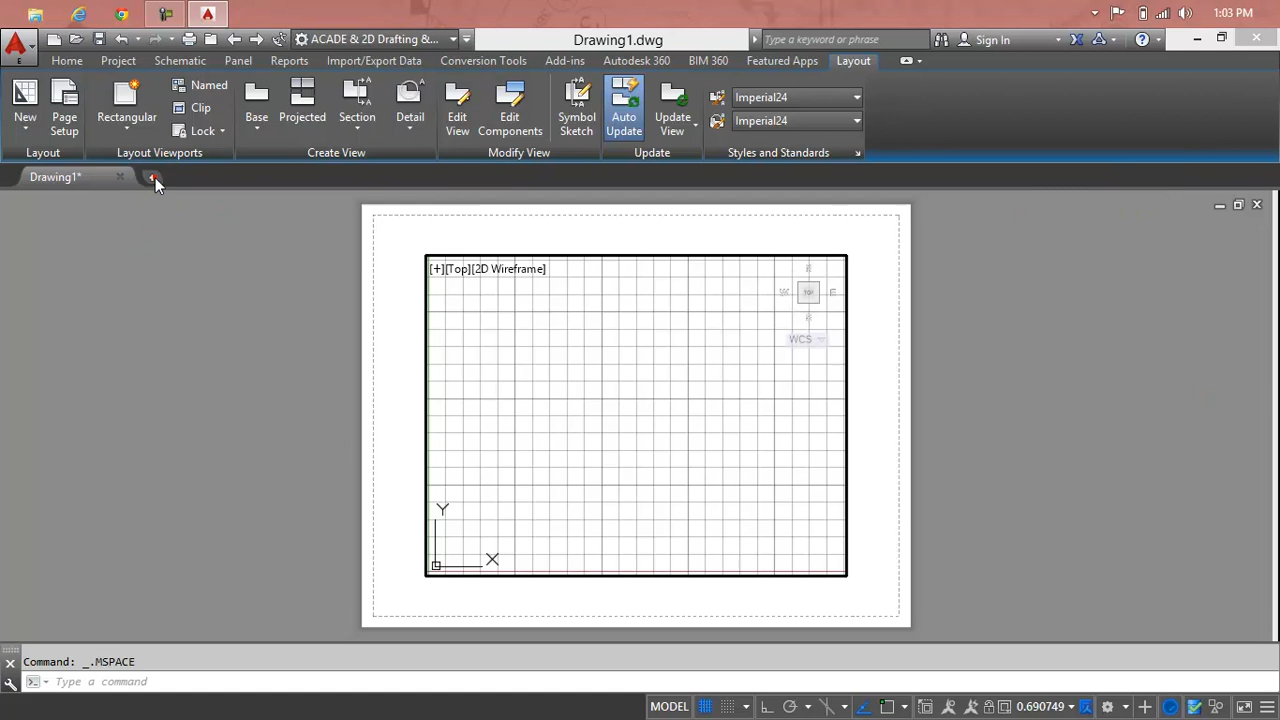 1:03 PM
ACADE & 2D Drafting &...
Drawing1.dwg
Type a keyword or phrase
Sign In
E
Home
Project
Schematic
Panel
Reports
Import/Export Data
Conversion Tools
Add-ins
Autodesk 360
BIM 360
Featured Apps
Layout
New
Page Setup
Rectangular
Named
Clip
Lock
Base
Projected
Section
Detail
Edit View
Edit Components
Symbol Sketch
Auto Update
Update View
Imperial24
Imperial24
Layout
Layout Viewports
Create View
Modify View
Update
Styles and Standards
Drawing1*
[+][Top][2D Wireframe]
TOP
E
WCS
Y
X
Command: _.MSPACE
Type a command
MODEL
0.690749